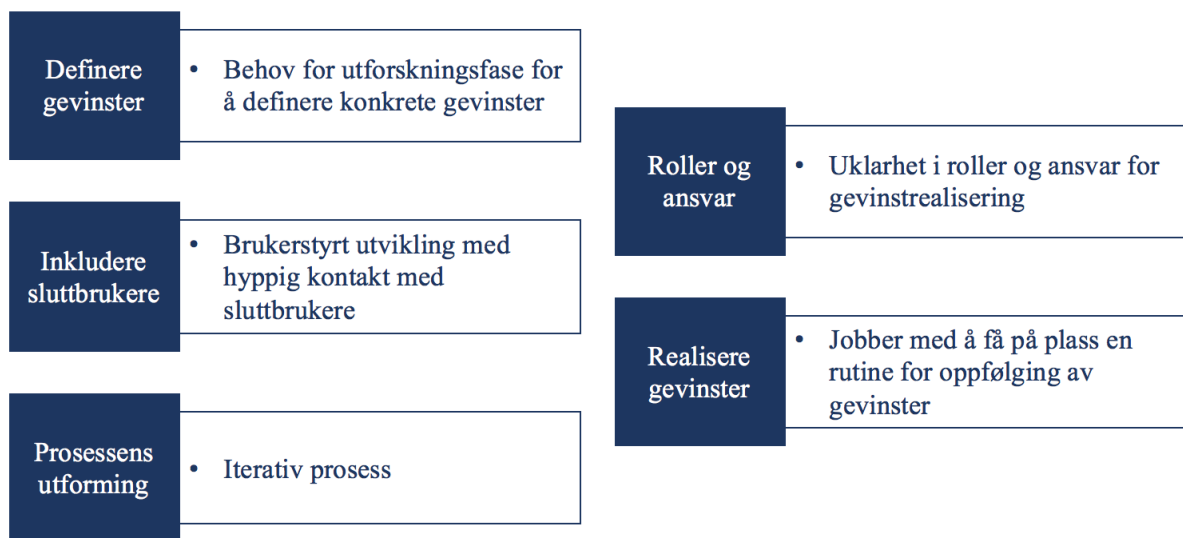 Definere
gevinster
• Behov for utforskningsfase for
å definere konkrete gevinster
Inkludere
sluttbrukere
• Brukerstyrt utvikling med
hyppig kontakt med
sluttbrukere
Prosessens
utforming
• Iterativ prosess
Roller og
ansvar
• Uklarhet i roller og ansvar for
gevinstrealisering
Realisere
gevinster
• Jobber med å få på plass en
rutine for oppfølging av
gevinster